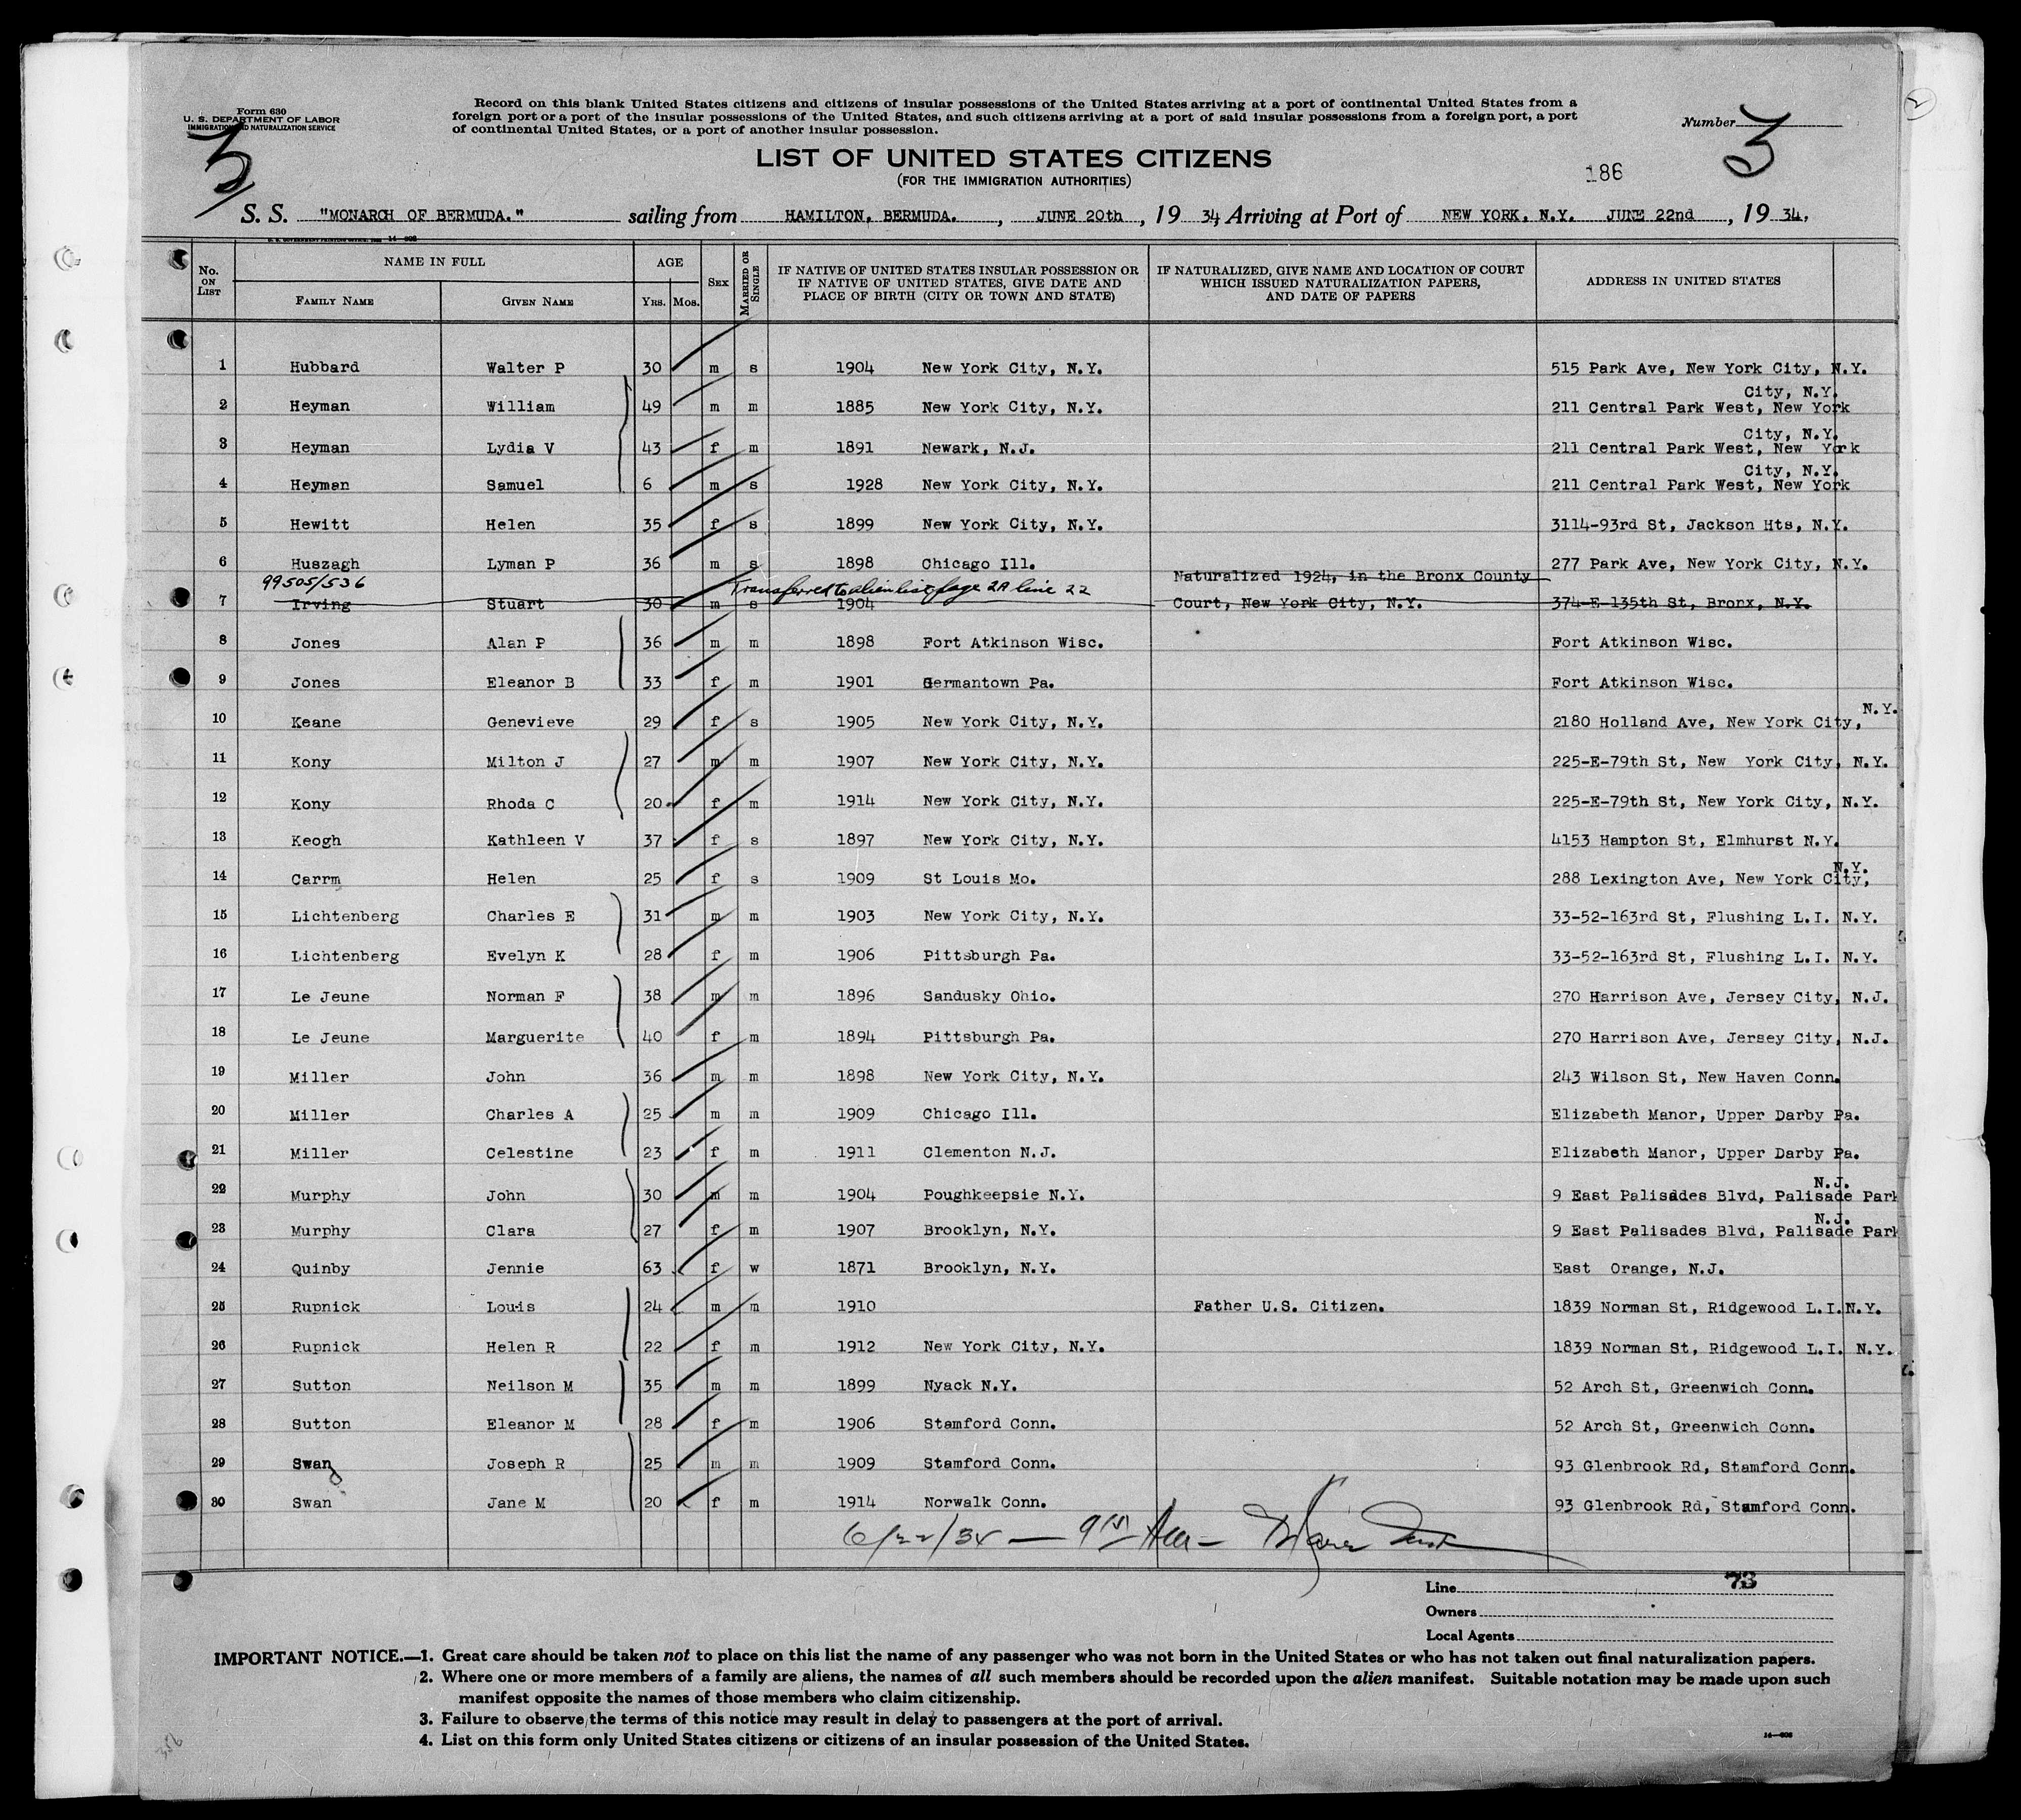 Form 630
U. S. DEPARTMENT OF LABOR
IMMIGRATION AND NATURALIZATION SERVICE
3
Record on this blank United States citizens and citizens of insular possessions of the United States arriving at a port of continental United States from a
foreign port or a port of the insular possessions of the United States, and such citizens arriving at a port of said insular possessions from a foreign port, a port
of continental United States, or a port of another insular possession.
Number 3
2
LIST OF UNITED STATES CITIZENS
(FOR THE IMMIGRATION AUTHORITIES)
186
S. S. "MONARCH OF BERMUDA." sailing from HAMILTON, BERMUDA. , JUNE 20th , 19 34, Arriving at Port of NEW YORK, N.Y. JUNE 22nd , 19 34.
No. ON LIST NAME IN FULL AGE SEX MARRIED OR SINGLE IF NATIVE OF UNITED STATES INSULAR POSSESSION OR IF NATIVE OF UNITED STATES, GIVE DATE AND PLACE OF BIRTH (CITY OR TOWN AND STATE) IF NATURALIZED, GIVE NAME AND LOCATION OF COURT WHICH ISSUED NATURALIZATION PAPERS, AND DATE OF PAPERS ADDRESS IN UNITED STATES
FAMILY NAME GIVEN NAME YRS. MOS.
1 Hubbard Walter P 30 m s 1904 New York City, N.Y. 515 Park Ave, New York City, N.Y.
City, N.Y.
2 Heyman William 49 m m 1885 New York City, N.Y. 211 Central Park West, New York
City, N.Y.
3 Heyman Lydia V 43 f m 1891 Newark, N.J. 211 Central Park West, New York
City, N.Y.
4 Heyman Samuel 6 m s 1928 New York City, N.Y. 211 Central Park West, New York
5 Hewitt Helen 35 f s 1899 New York City, N.Y. 3114-93rd St, Jackson Hts, N.Y.
6 Huszagh Lyman P 36 m s 1898 Chicago Ill. 277 Park Ave, New York City, N.Y.
99505/536 Transferred to alien list page 2A line 22 Naturalized 1924, in the Bronx County
7 Irving Stuart 30 m s 1904 Court, New York City, N.Y. 374-E-135th St, Bronx, N.Y.
8 Jones Alan P 36 m m 1898 Fort Atkinson Wisc. Fort Atkinson Wisc.
9 Jones Eleanor B 33 f m 1901 Germantown Pa. Fort Atkinson Wisc.
N.Y.
10 Keane Genevieve 29 f s 1905 New York City, N.Y. 2180 Holland Ave, New York City,
11 Kony Milton J 27 m m 1907 New York City, N.Y. 225-E-79th St, New York City, N.Y.
12 Kony Rhoda C 20 f m 1914 New York City, N.Y. 225-E-79th St, New York City, N.Y.
13 Keogh Kathleen V 37 f s 1897 New York City, N.Y. 4153 Hampton St, Elmhurst N.Y.
N.Y.
14 Carrm Helen 25 f s 1909 St Louis Mo. 288 Lexington Ave, New York City,
15 Lichtenberg Charles E 31 m m 1903 New York City, N.Y. 33-52-163rd St, Flushing L.I. N.Y.
16 Lichtenberg Evelyn K 28 f m 1906 Pittsburgh Pa. 33-52-163rd St, Flushing L.I. N.Y.
17 Le Jeune Norman F 38 m m 1896 Sandusky Ohio. 270 Harrison Ave, Jersey City, N.J.
18 Le Jeune Marguerite 40 f m 1894 Pittsburgh Pa. 270 Harrison Ave, Jersey City, N.J.
19 Miller John 36 m m 1898 New York City, N.Y. 243 Wilson St, New Haven Conn.
20 Miller Charles A 25 m m 1909 Chicago Ill. Elizabeth Manor, Upper Darby Pa.
21 Miller Celestine 23 f m 1911 Clementon N.J. Elizabeth Manor, Upper Darby Pa.
N.J.
22 Murphy John 30 m m 1904 Poughkeepsie N.Y. 9 East Palisades Blvd, Palisade Park
N.J.
23 Murphy Clara 27 f m 1907 Brooklyn, N.Y. 9 East Palisades Blvd, Palisade Park
24 Quinby Jennie 63 f w 1871 Brooklyn, N.Y. East Orange, N.J.
25 Rupnick Louis 24 m m 1910 Father U.S. Citizen. 1839 Norman St, Ridgewood L.I. N.Y.
26 Rupnick Helen R 22 f m 1912 New York City, N.Y. 1839 Norman St, Ridgewood L.I. N.Y.
27 Sutton Neilson M 35 m m 1899 Nyack N.Y. 52 Arch St, Greenwich Conn.
28 Sutton Eleanor M 28 f m 1906 Stamford Conn. 52 Arch St, Greenwich Conn.
29 Swan Joseph R 25 m m 1909 Stamford Conn. 93 Glenbrook Rd, Stamford Conn.
30 Swan Jane M 20 f m 1914 Norwalk Conn. 93 Glenbrook Rd, Stamford Conn.
6/22/34
Line 73
Owners
Local Agents
IMPORTANT NOTICE.—1. Great care should be taken not to place on this list the name of any passenger who was not born in the United States or who has not taken out final naturalization papers.
2. Where one or more members of a family are aliens, the names of all such members should be recorded upon the alien manifest. Suitable notation may be made upon such
manifest opposite the names of those members who claim citizenship.
3. Failure to observe the terms of this notice may result in delay to passengers at the port of arrival.
4. List on this form only United States citizens or citizens of an insular possession of the United States.